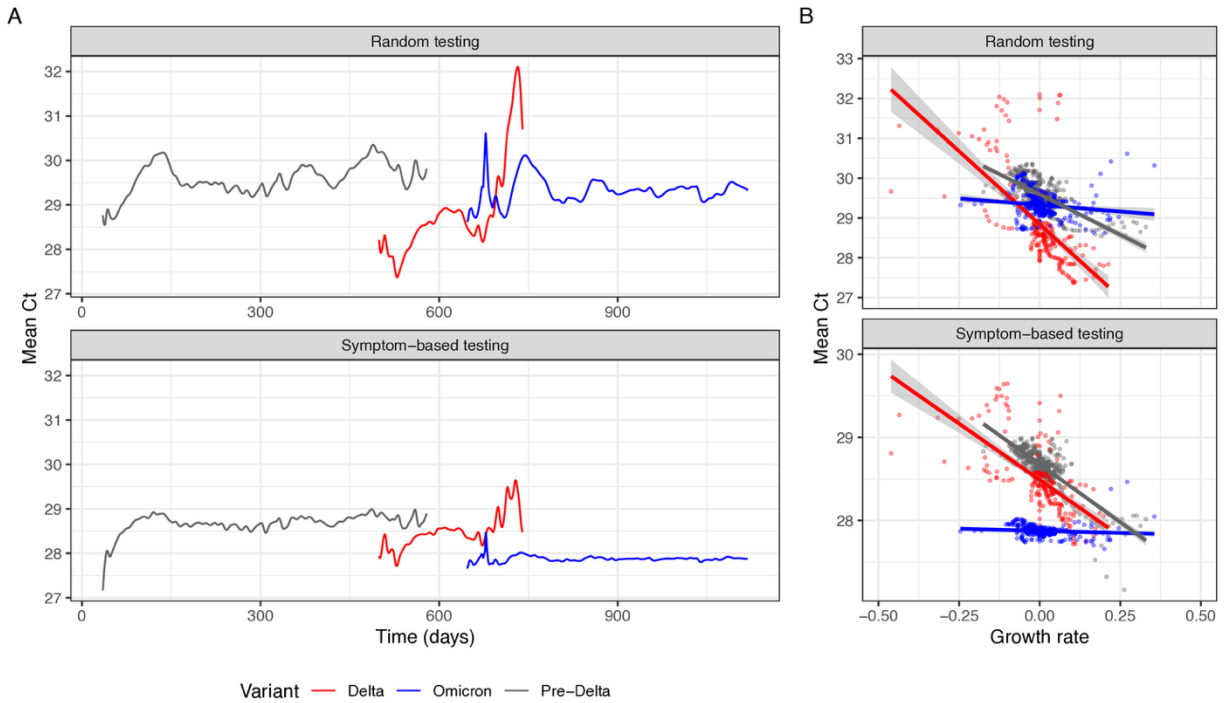 A
Random testing
32
31
30
29
28
27
0 300 600 900
Symptom−based testing
32
31
30
29
28
27
0 300 600 900
Mean Ct
Time (days)
B
Random testing
33
32
31
30
29
28
27
Symptom−based testing
30
29
28
−0.50 −0.25 0.00 0.25 0.50
Mean Ct
Growth rate
Variant Delta Omicron Pre−Delta